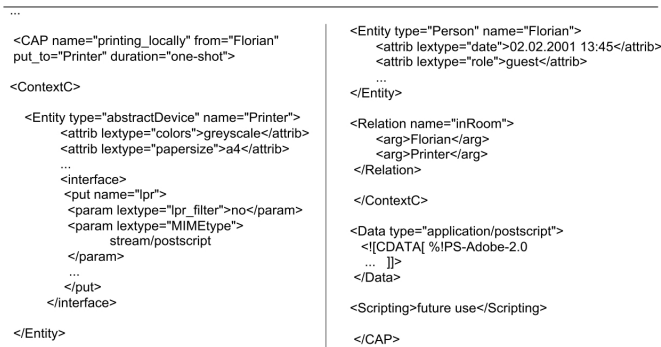 ...
<CAP name="printing_locally" from="Florian"
put_to="Printer" duration="one-shot">
<ContextC>
<Entity type="abstractDevice" name="Printer">
<attrib lextype="colors">greyscale</attrib>
<attrib lextype="papersize">a4</attrib>
...
<interface>
<put name="lpr">
<param lextype="lpr_filter">no</param>
<param lextype="MIMEtype">
stream/postscript
</param>
...
</put>
</interface>
</Entity>
<Entity type="Person" name="Florian">
<attrib lextype="date">02.02.2001 13:45</attrib>
<attrib lextype="role">guest</attrib>
...
</Entity>
<Relation name="inRoom">
<arg>Florian</arg>
<arg>Printer</arg>
</Relation>
</ContextC>
<Data type="application/postscript">
<![CDATA[ %!PS-Adobe-2.0
... ]]>
</Data>
<Scripting>future use</Scripting>
</CAP>